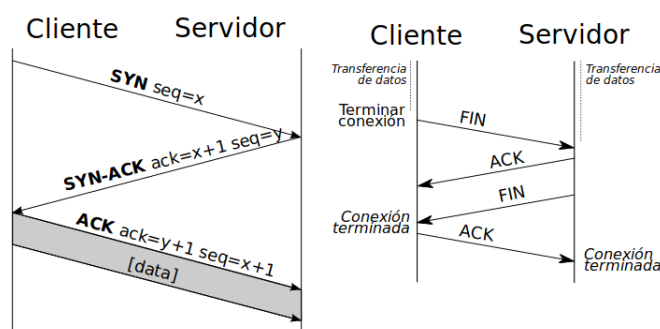 Cliente Servidor
SYN seq=x
SYN-ACK ack=x+1 seq=y
ACK ack=y+1 seq=x+1
[data]
Cliente Servidor
Transferencia
de datos
Transferencia
de datos
Terminar
conexión
FIN
ACK
FIN
Conexión
terminada
ACK
Conexión
terminada